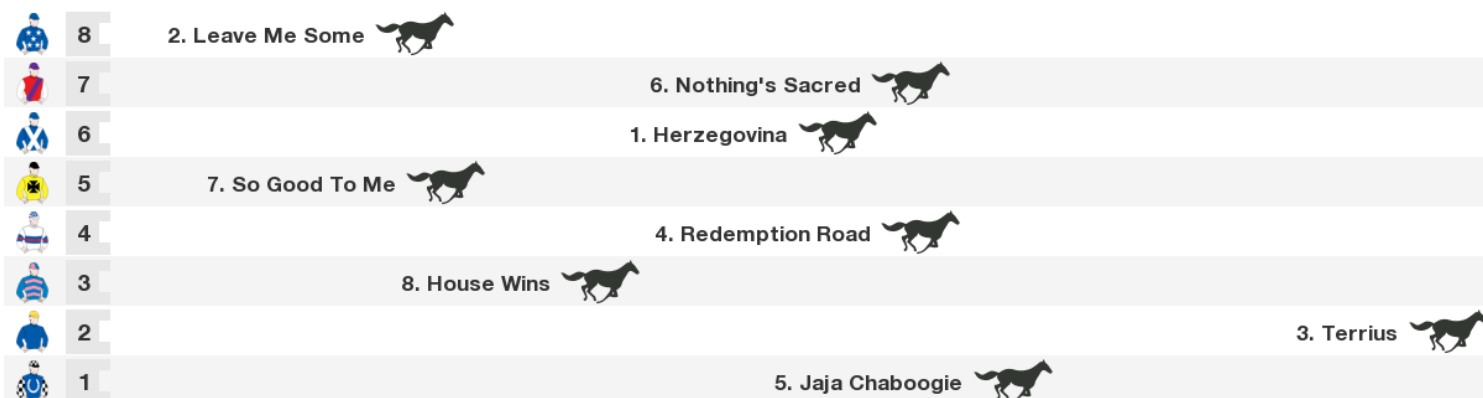 8 2. Leave Me Some
7 6. Nothing's Sacred
6 1. Herzegovina
5 7. So Good To Me
4 4. Redemption Road
3 8. House Wins
2 3. Terrius
1 5. Jaja Chaboogie